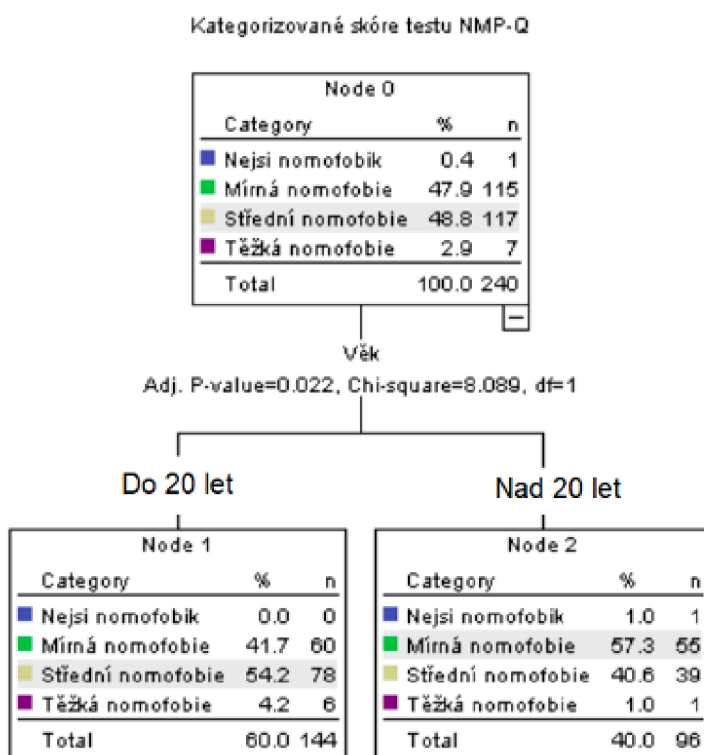 Kategorizované skóre testu NMP-Q
Node 0
Category % n
Nejsi nomofobik 0.4 1
Mírná nomofobie 47.9 115
Střední nomofobie 48.8 117
Těžká nomofobie 2.9 7
Total 100.0 240
Věk
Adj. P-value=0.022, Chi-square=8.089, df=1
Do 20 let
Nad 20 let
Node 1
Category % n
Nejsi nomofobik 0.0 0
Mírná nomofobie 41.7 60
Střední nomofobie 54.2 78
Těžká nomofobie 4.2 6
Total 60.0 144
Node 2
Category % n
Nejsi nomofobik 1.0 1
Mírná nomofobie 57.3 55
Střední nomofobie 40.6 39
Těžká nomofobie 1.0 1
Total 40.0 96